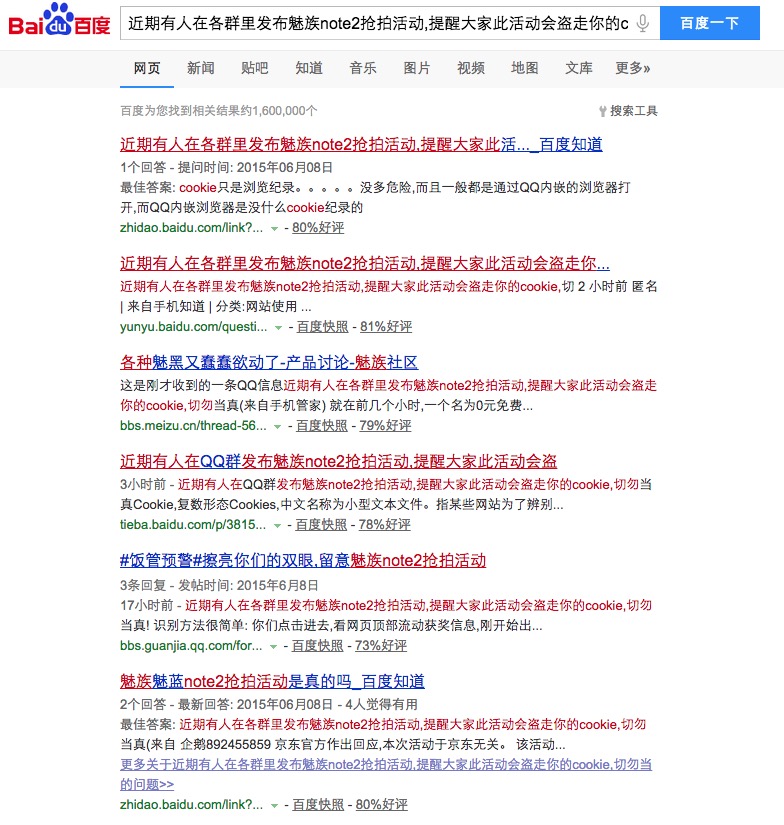 Bai du 百度
近期有人在各群里发布魅族note2抢拍活动,提醒大家此活动会盗走你的c
百度一下
网页 新闻 贴吧 知道 音乐 图片 视频 地图 文库 更多»
百度为您找到相关结果约1,600,000个 搜索工具
近期有人在各群里发布魅族note2抢拍活动,提醒大家此活..._百度知道
1个回答 - 提问时间: 2015年06月08日
最佳答案: cookie只是浏览纪录。。。。。没多危险,而且一般都是通过QQ内嵌的浏览器打
开,而QQ内嵌浏览器是没什么cookie纪录的
zhidao.baidu.com/link?... - 80%好评
近期有人在各群里发布魅族note2抢拍活动,提醒大家此活动会盗走你...
近期有人在各群里发布魅族note2抢拍活动,提醒大家此活动会盗走你的cookie,切 2 小时前 匿名
| 来自手机知道 | 分类:网站使用 ...
yunyu.baidu.com/questi... - 百度快照 - 81%好评
各种魅黑又蠢蠢欲动了-产品讨论-魅族社区
这是刚才收到的一条QQ信息近期有人在各群里发布魅族note2抢拍活动,提醒大家此活动会盗走
你的cookie,切勿当真(来自手机管家) 就在前几个小时,一个名为0元免费...
bbs.meizu.cn/thread-56... - 百度快照 - 79%好评
近期有人在QQ群发布魅族note2抢拍活动,提醒大家此活动会盗
3小时前 - 近期有人在QQ群发布魅族note2抢拍活动,提醒大家此活动会盗走你的cookie,切勿当
真Cookie,复数形态Cookies,中文名称为小型文本文件。指某些网站为了辨别...
tieba.baidu.com/p/3815... - 百度快照 - 78%好评
#饭管预警#擦亮你们的双眼,留意魅族note2抢拍活动
3条回复 - 发帖时间: 2015年6月8日
17小时前 - 近期有人在各群里发布魅族note2抢拍活动,提醒大家此活动会盗走你的cookie,切勿
当真! 识别方法很简单: 你们点击进去,看网页顶部流动获奖信息,刚开始出...
bbs.guanjia.qq.com/for... - 百度快照 - 73%好评
魅族魅蓝note2抢拍活动是真的吗_百度知道
2个回答 - 最新回答: 2015年06月08日 - 4人觉得有用
最佳答案: 近期有人在各群里发布魅族note2抢拍活动,提醒大家此活动会盗走你的cookie,切勿
当真(来自 企鹅892455859 京东官方作出回应,本次活动于京东无关。 该活动...
更多关于近期有人在各群里发布魅族note2抢拍活动,提醒大家此活动会盗走你的cookie,切勿当真
的问题>>
zhidao.baidu.com/link?... - 百度快照 - 80%好评